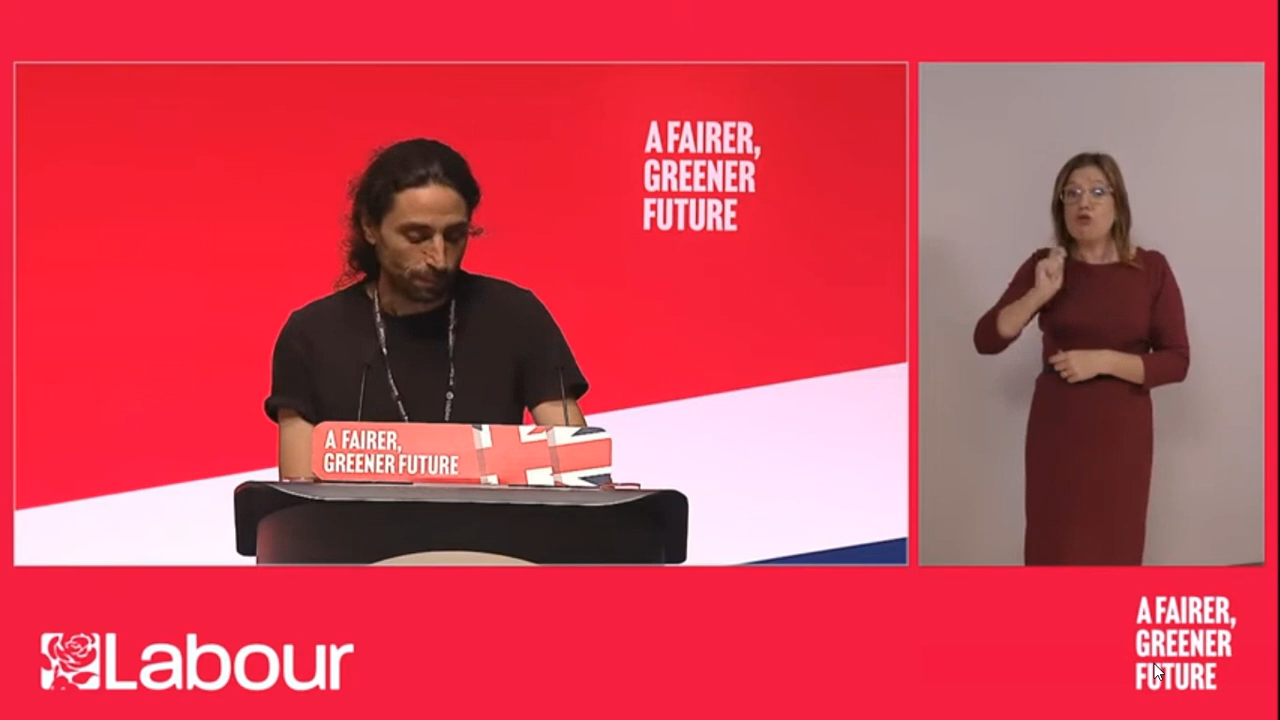 A FAIRER,
GREENER
FUTURE
A FAIRER,
GREENER FUTURE
Labour
A FAIRER,
GREENER
FUTURE